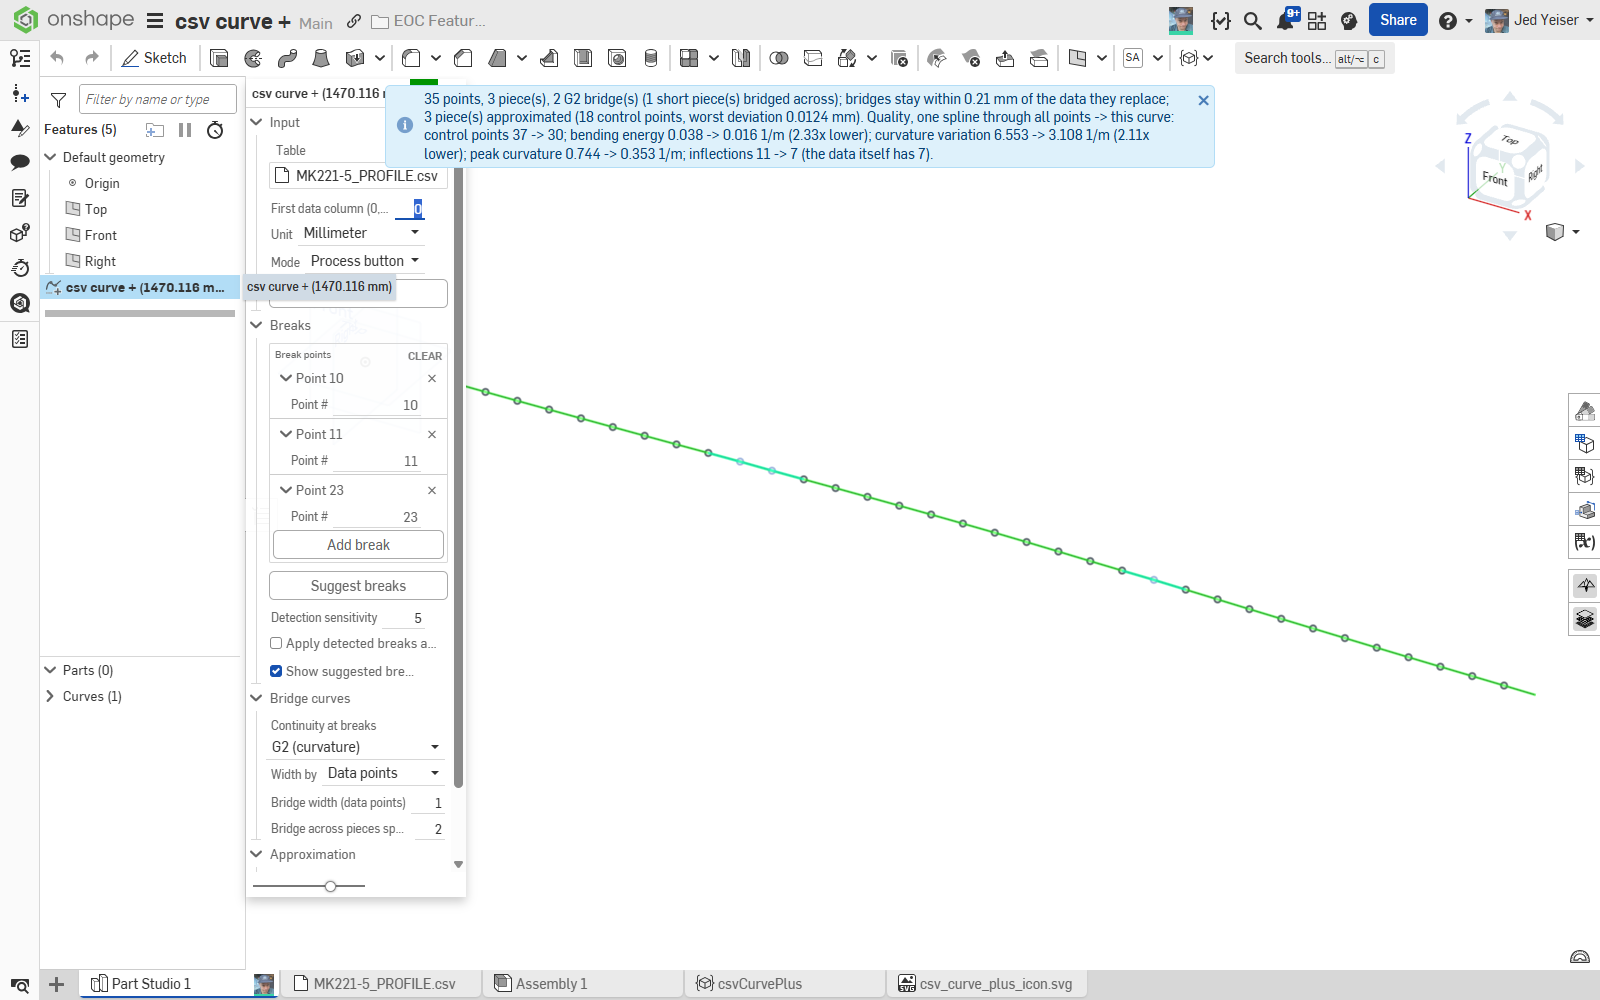 onshape
csv curve +
Main
EOC Featur...
9+
Share
Jed Yeiser
Sketch
SA
Search tools...
alt/⌥
c
Filter by name or type
Features (5)
Default geometry
Origin
Top
Front
Right
csv curve + (1470.116 m...
csv curve + (1470.116 mm)
Parts (0)
Curves (1)
csv curve + (1470.116 m
Input
Table
MK221-5_PROFILE.csv
First data column (0,...
0
Unit
Millimeter
Mode
Process button
Breaks
Break points
CLEAR
Point 10
Point #
10
Point 11
Point #
11
Point 23
Point #
23
Add break
Suggest breaks
Detection sensitivity
5
Apply detected breaks a...
Show suggested bre...
Bridge curves
Continuity at breaks
G2 (curvature)
Width by
Data points
Bridge width (data points)
1
Bridge across pieces sp...
2
Approximation
35 points, 3 piece(s), 2 G2 bridge(s) (1 short piece(s) bridged across); bridges stay within 0.21 mm of the data they replace;
3 piece(s) approximated (18 control points, worst deviation 0.0124 mm). Quality, one spline through all points -> this curve:
control points 37 -> 30; bending energy 0.038 -> 0.016 1/m (2.33x lower); curvature variation 6.553 -> 3.108 1/m (2.11x
lower); peak curvature 0.744 -> 0.353 1/m; inflections 11 -> 7 (the data itself has 7).
Z
Top
Y
Front
Right
X
Part Studio 1
MK221-5_PROFILE.csv
Assembly 1
csvCurvePlus
SVG
csv_curve_plus_icon.svg